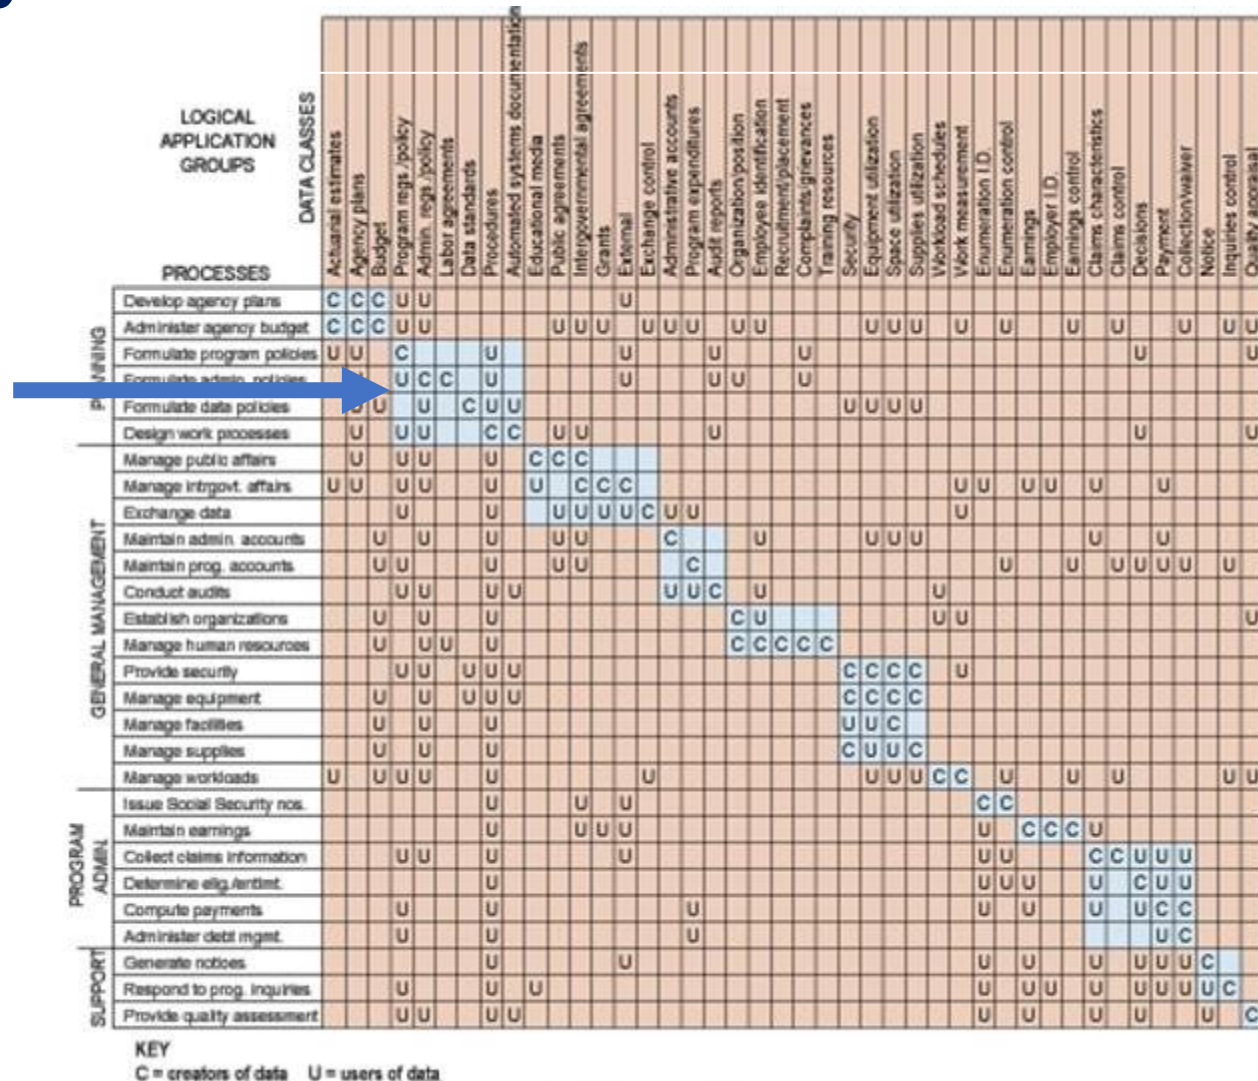 LOGICAL
APPLICATION
GROUPS
DATA CLASSES
PROCESSES
Actuarial estimates
Agency plans
Budget
Program regs./policy
Admin. regs./policy
Labor agreements
Data standards
Procedures
Automated systems documentation
Educational media
Public agreements
Intergovernmental agreements
Grants
External
Exchange control
Administrative accounts
Program expenditures
Audit reports
Organization/position
Employee identification
Recruitment/placement
Complaints/grievances
Training resources
Security
Equipment utilization
Space utilization
Supplies utilization
Workload schedules
Work measurement
Enumeration I.D.
Enumeration control
Earnings
Employer I.D.
Earnings control
Claims characteristics
Claims control
Decisions
Payment
Collection/waiver
Notice
Inquiries control
Quality appraisal
PLANNING
Develop agency plans C C C U U U
Administer agency budget C C C U U U U U U U U U U U U U U U U U U U U
Formulate program policies U U C U U U U U U
Formulate admin. policies U C C U U U U U
Formulate data policies U U U C U U U U U U
Design work processes U U U C C U U U U U
GENERAL MANAGEMENT
Manage public affairs U U U U C C C
Manage intrgovt. affairs U U U U U U C C C U U U U U U
Exchange data U U U U U U C U U U
Maintain admin. accounts U U U U U C U U U U U U
Maintain prog. accounts U U U U U C U U U U U U U
Conduct audits U U U U U U C U U
Establish organizations U U U C U U U U
Manage human resources U U U U C C C C C
Provide security U U U U U C C C C U
Manage equipment U U U U U C C C C
Manage facilities U U U U U C
Manage supplies U U U C U U C
Manage workloads U U U U U U U U U C C U U U U U
PROGRAM
ADMIN.
Issue Social Security nos. U U U C C
Maintain earnings U U U U U C C C U
Collect claims information U U U U U U C C U U U
Determine elig./entlmt. U U U U U C U U
Compute payments U U U U U U U C C
Administer debt mgmt. U U U U C
SUPPORT
Generate notices U U U U U U U U C
Respond to prog. inquiries U U U U U U U U U U U C
Provide quality assessment U U U U U U U U U C
KEY
C = creators of data U = users of data